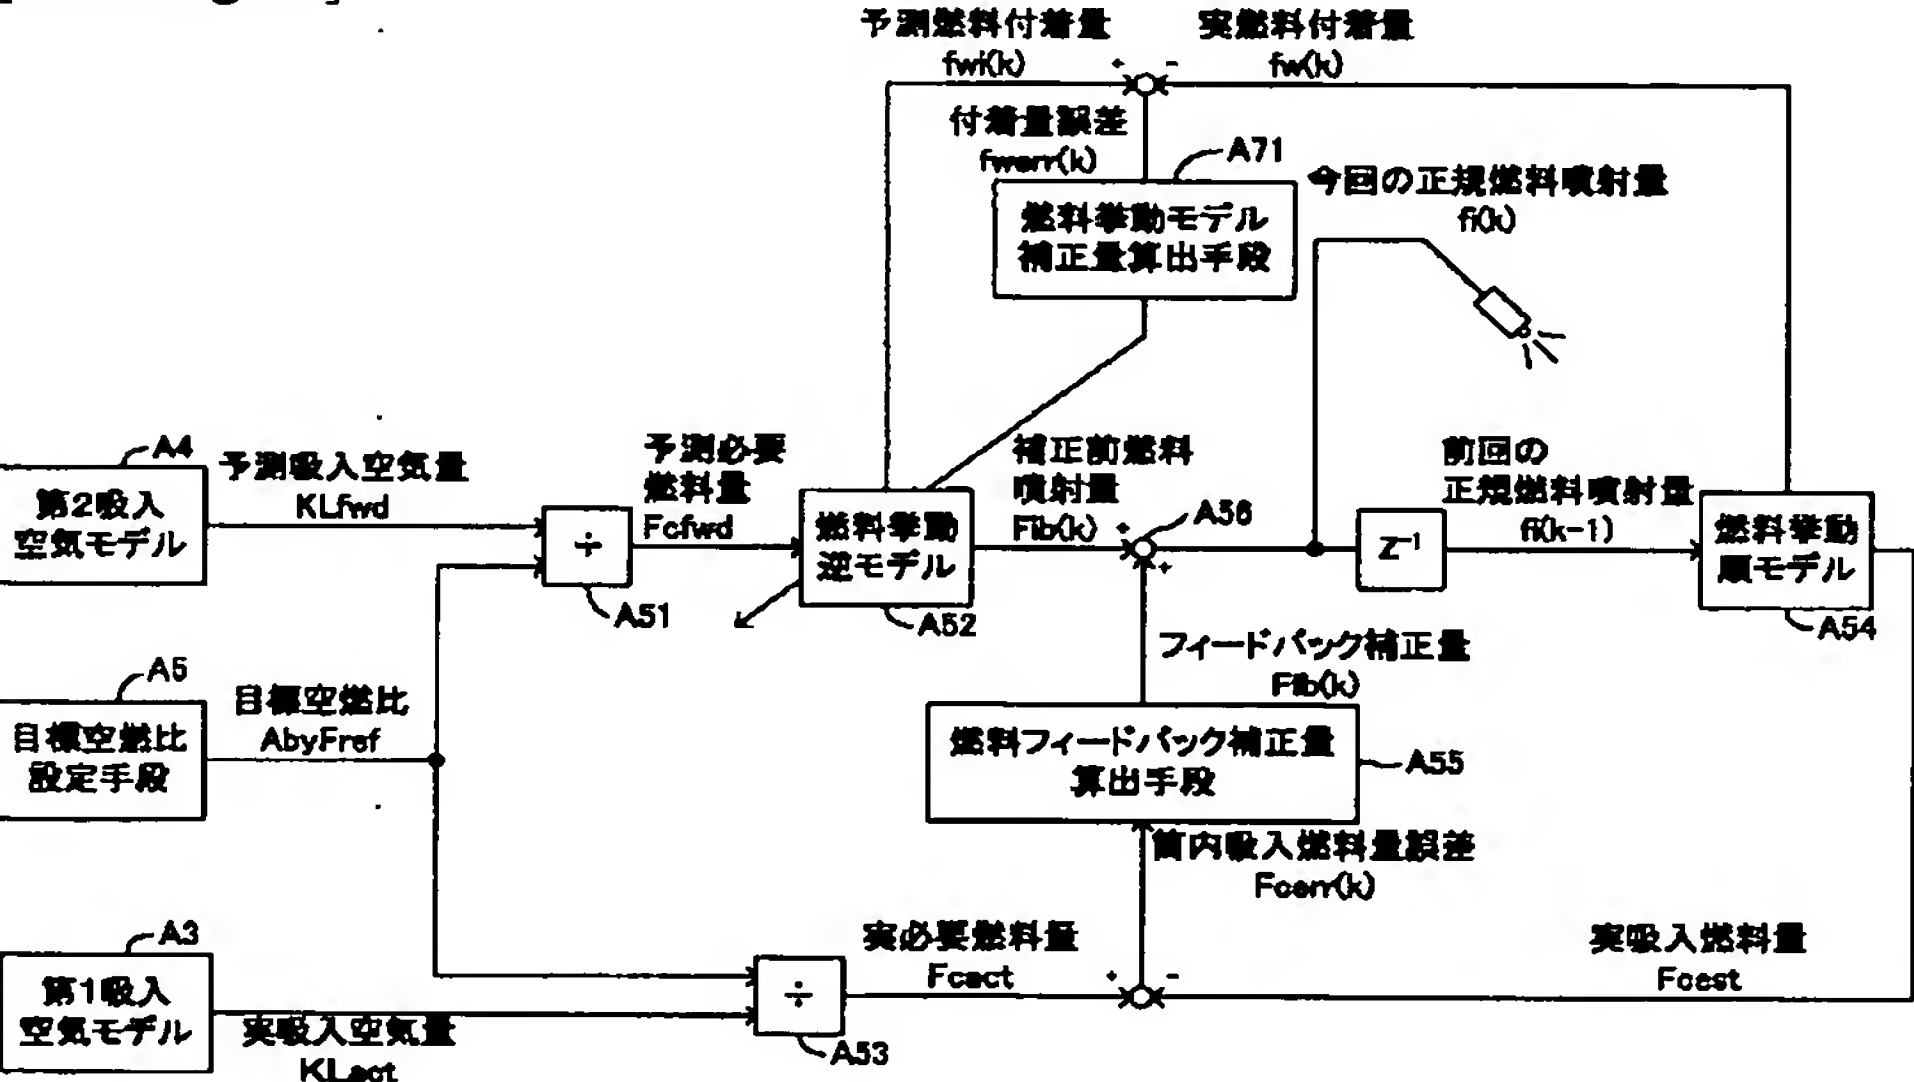 予測燃料付着量
fwi(k)
実燃料付着量
fw(k)
+
-
付着量誤差
fwerr(k)
A71
燃料挙動モデル
補正量算出手段
今回の正規燃料噴射量
fi(k)
A4
第2吸入
空気モデル
予測吸入空気量
KLfwd
÷
A51
予測必要
燃料量
Fcfwd
燃料挙動
逆モデル
A52
補正前燃料
噴射量
Fib(k)
+
A56
+
Z⁻¹
前回の
正規燃料噴射量
fi(k-1)
燃料挙動
順モデル
A54
A5
目標空燃比
設定手段
目標空燃比
AbyFref
フィードバック補正量
Ffb(k)
燃料フィードバック補正量
算出手段
A55
筒内吸入燃料量誤差
Fcerr(k)
A3
第1吸入
空気モデル
実吸入空気量
KLact
÷
A53
実必要燃料量
Fcact
+
-
実吸入燃料量
Fcest